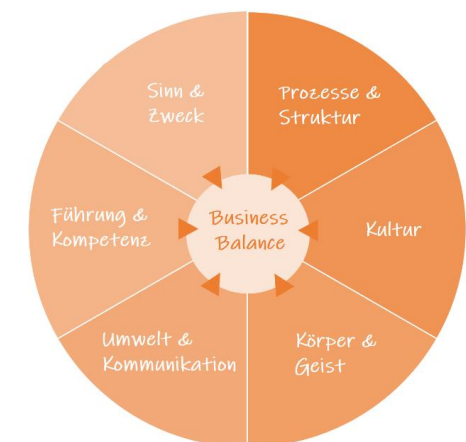 Sinn &
Zweck
Prozesse &
Struktur
Führung &
Kompetenz
Business
Balance
Kultur
Umwelt &
Kommunikation
Körper &
Geist